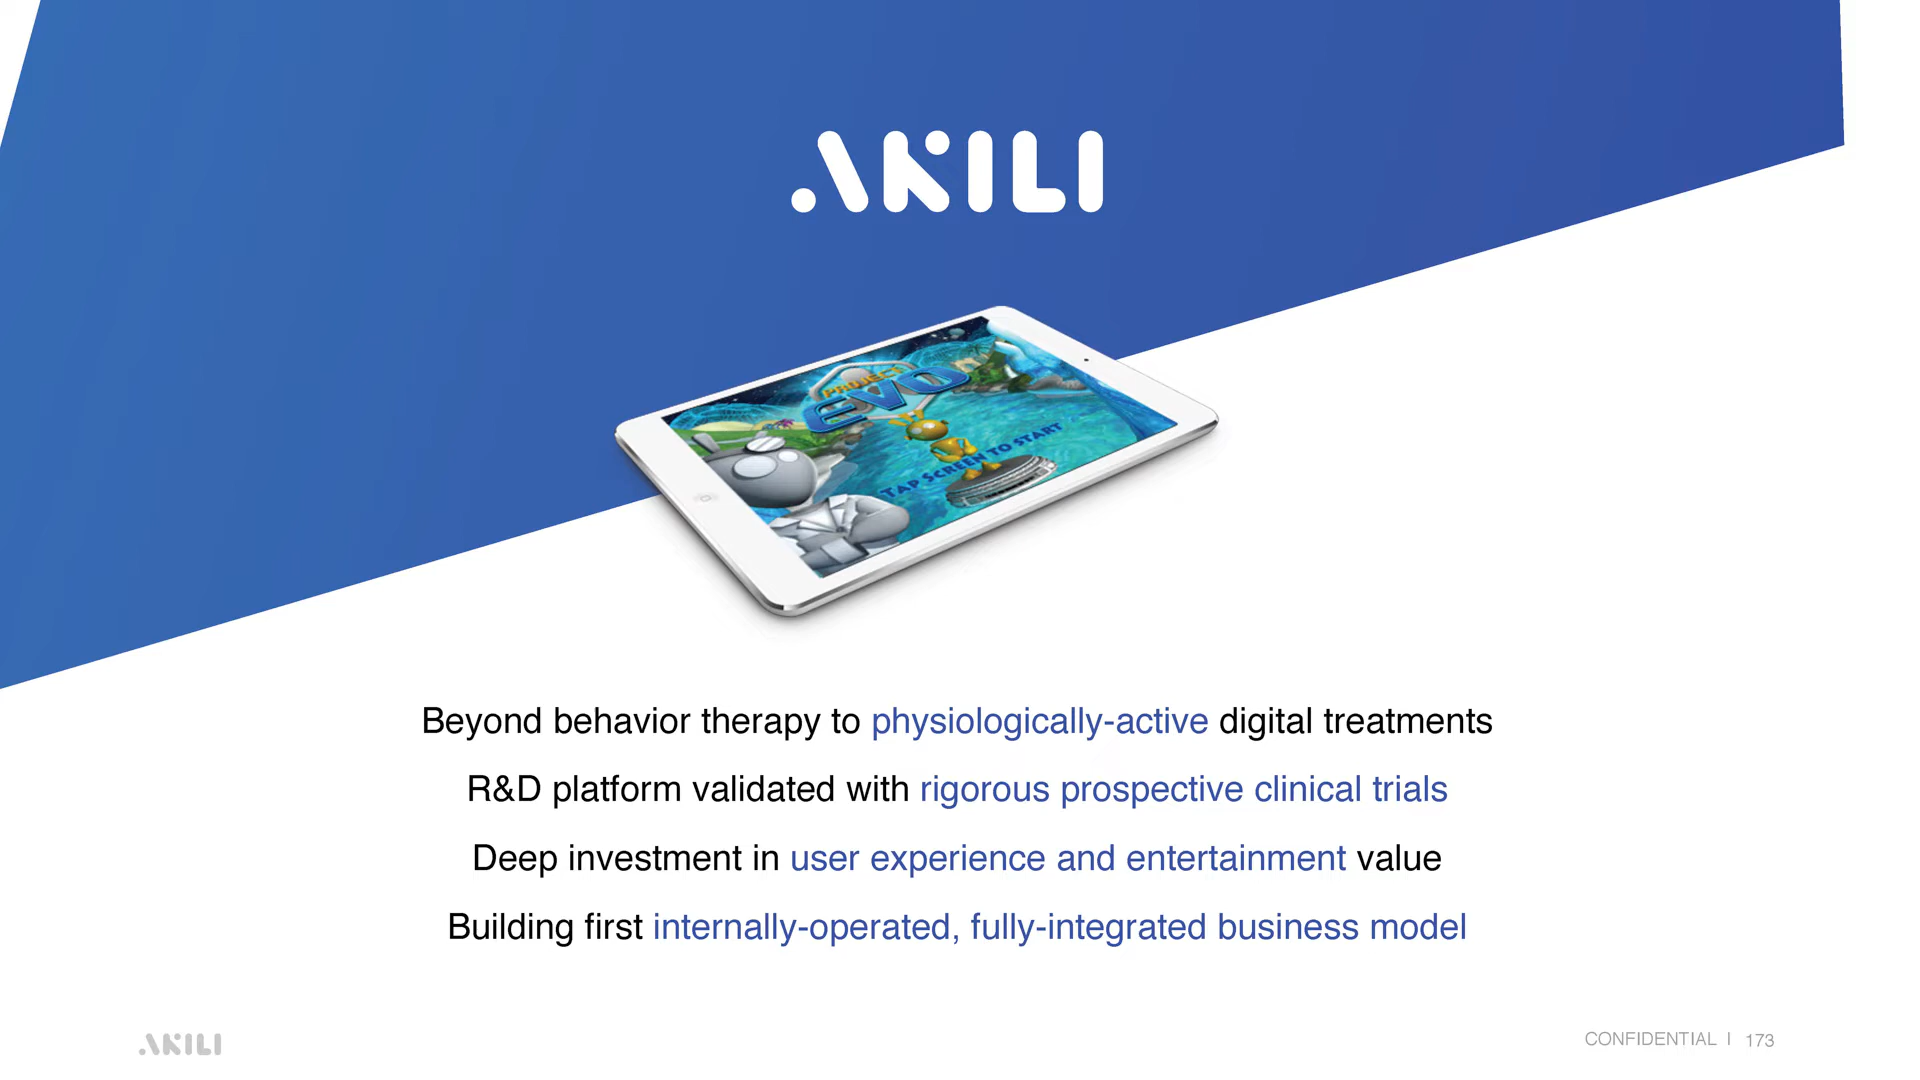 AKILI
PROJECT
EVO
TAP SCREEN TO START
Beyond behavior therapy to physiologically-active digital treatments
R&D platform validated with rigorous prospective clinical trials
Deep investment in user experience and entertainment value
Building first internally-operated, fully-integrated business model
AKILI
CONFIDENTIAL | 173